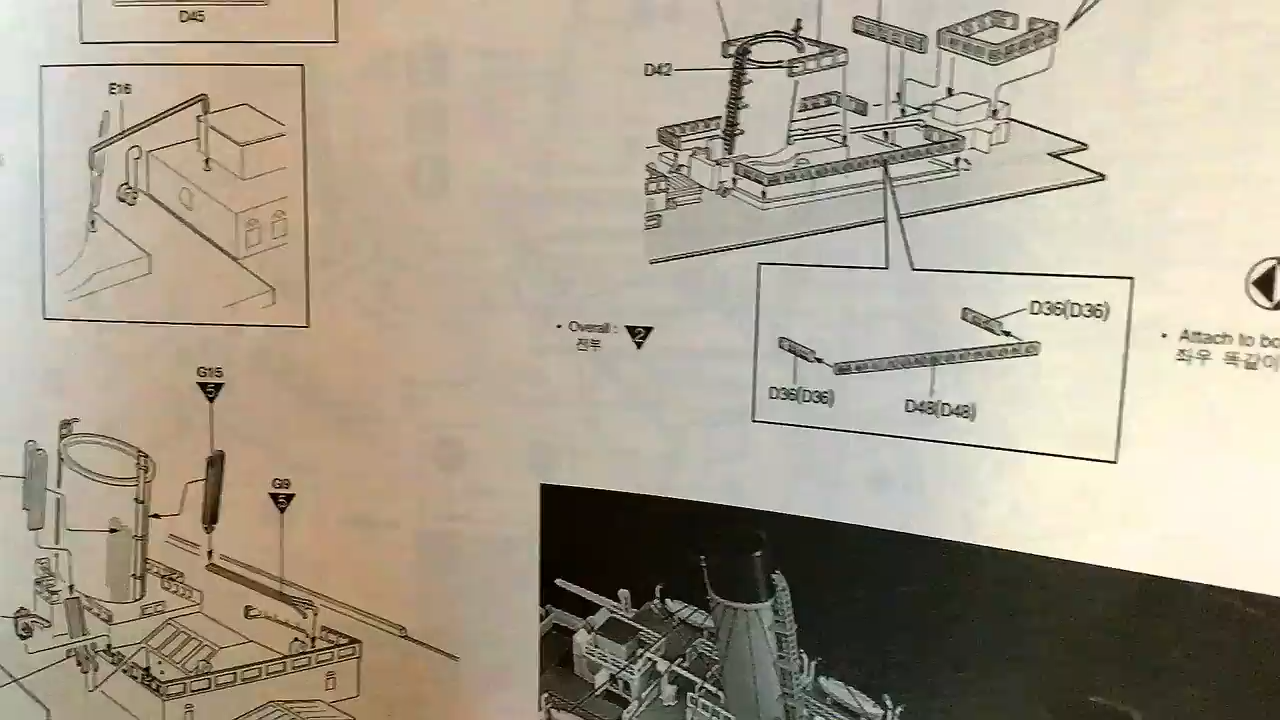 D45
E16
D42
D36(D36)
• Overall : 2
전부
D36(D36)
D48(D48)
• Attach to bo
좌우 똑같이
G15
5
G9
5